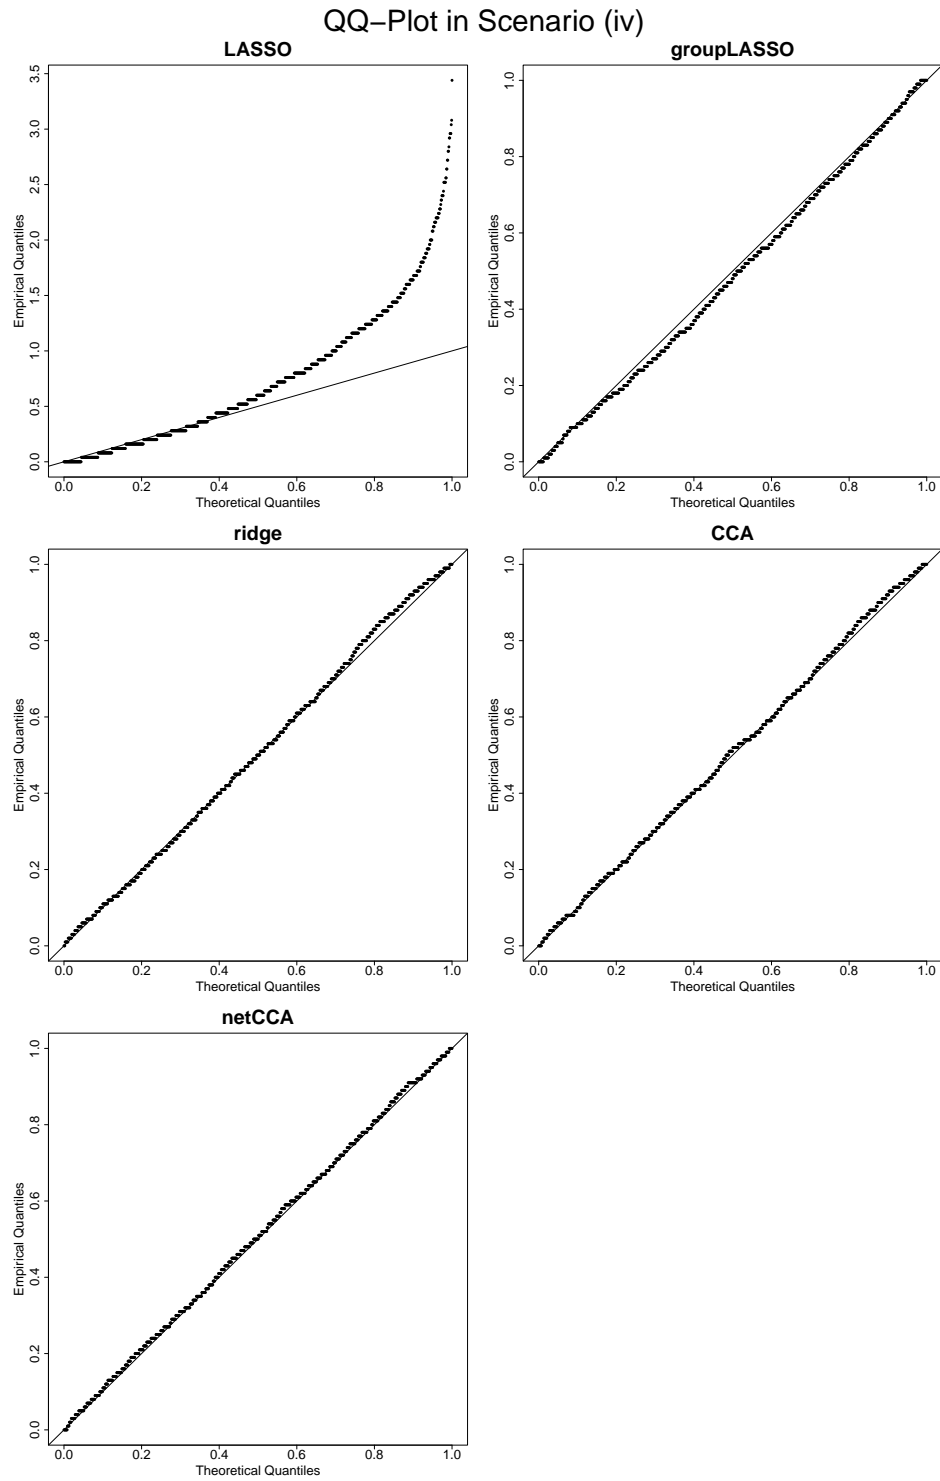 QQ−Plot in Scenario (iv)
LASSO
Empirical Quantiles
0.0 0.5 1.0 1.5 2.0 2.5 3.0 3.5
0.0 0.2 0.4 0.6 0.8 1.0
Theoretical Quantiles
groupLASSO
Empirical Quantiles
0.0 0.2 0.4 0.6 0.8 1.0
0.0 0.2 0.4 0.6 0.8 1.0
Theoretical Quantiles
ridge
Empirical Quantiles
0.0 0.2 0.4 0.6 0.8 1.0
0.0 0.2 0.4 0.6 0.8 1.0
Theoretical Quantiles
CCA
Empirical Quantiles
0.0 0.2 0.4 0.6 0.8 1.0
0.0 0.2 0.4 0.6 0.8 1.0
Theoretical Quantiles
netCCA
Empirical Quantiles
0.0 0.2 0.4 0.6 0.8 1.0
0.0 0.2 0.4 0.6 0.8 1.0
Theoretical Quantiles